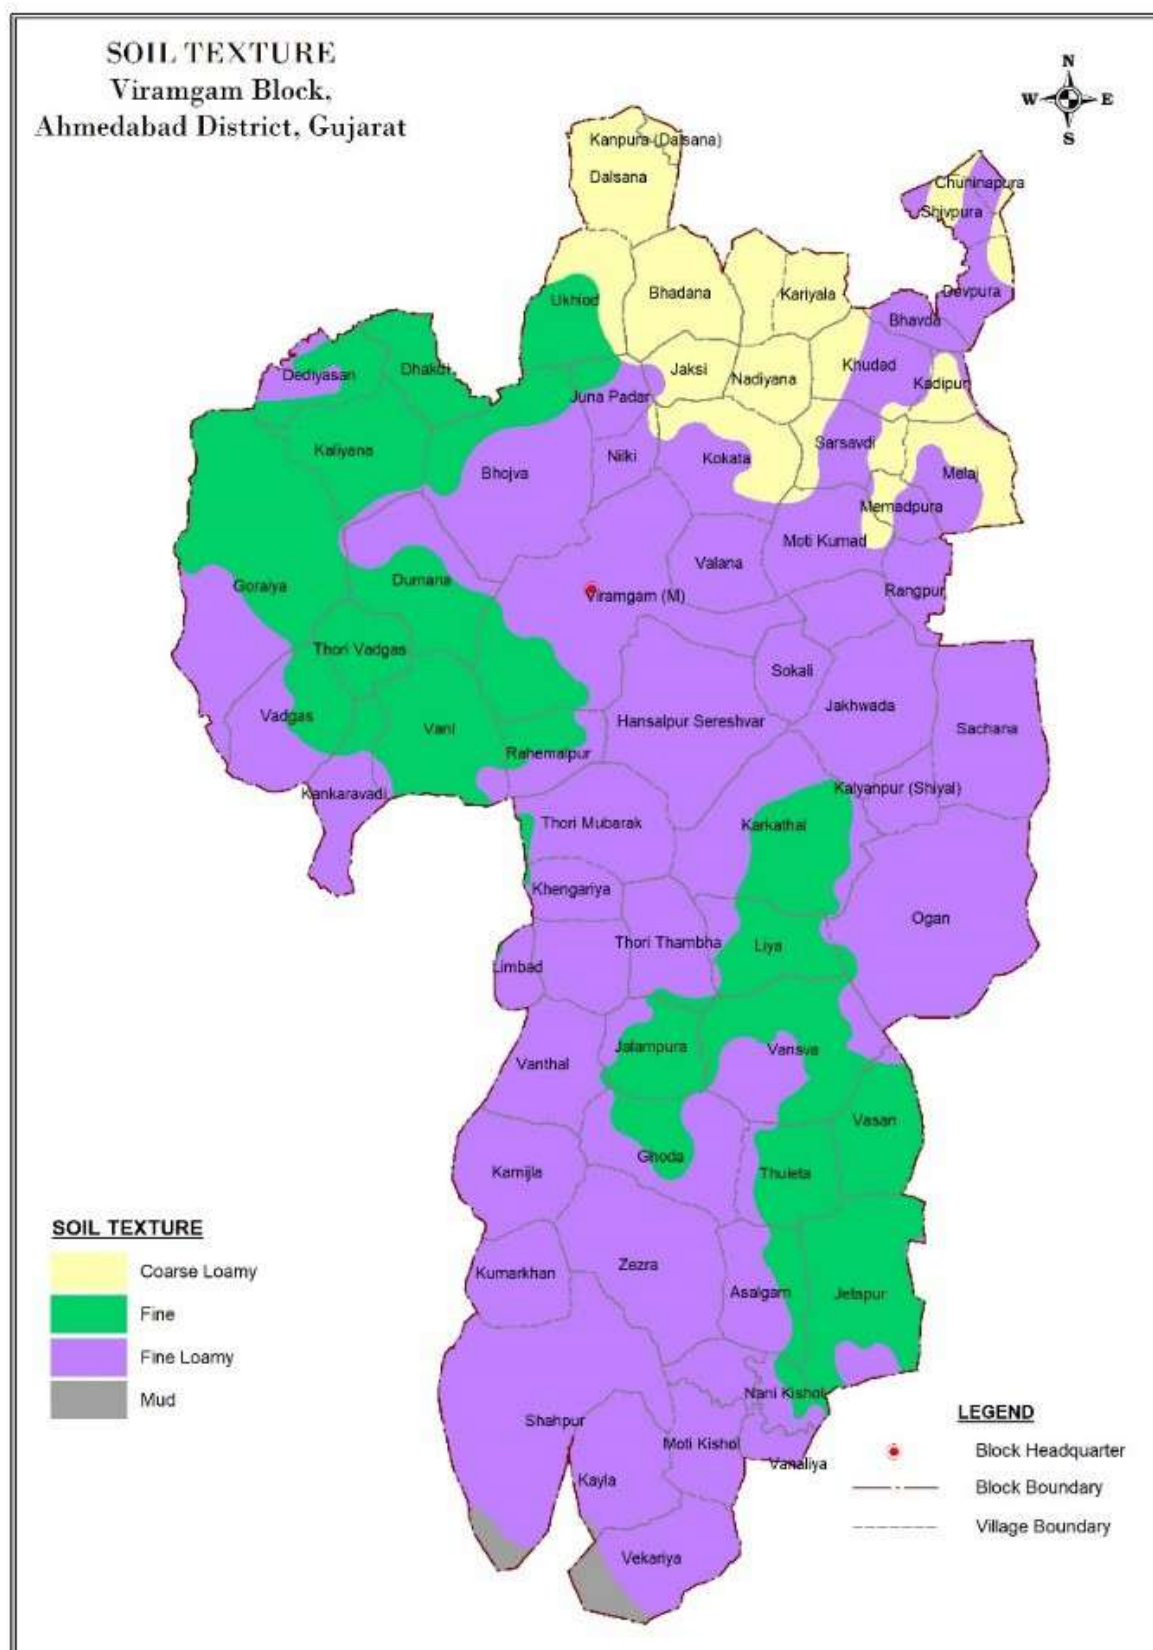 SOIL TEXTURE
Viramgam Block,
Ahmedabad District, Gujarat
N
W E
S
Kanpura (Dalsana)
Dalsana
Chuninapura
Shivpura
Ukhlod
Bhadana
Kariyala
Devpura
Bhavda
Dediyasan
Dhakdi
Juna Padar
Jaksi
Nadiyana
Khudad
Kadipur
Kaliyana
Bhojva
Nilki
Kokata
Sarsavdi
Melaj
Memadpura
Moti Kumad
Goraiya
Dumana
Valana
Viramgam (M)
Rangpur
Thori Vadgas
Sokali
Vadgas
Vani
Hansalpur Sereshvar
Jakhwada
Sachana
Rahemalpur
Kankaravadi
Kalyanpur (Shiyal)
Thori Mubarak
Karkathal
Khengariya
Ogan
Thori Thambha
Liya
Limbad
Vanthal
Jalampura
Vansva
Vasan
Ghoda
Kamijla
Thuleta
Zezra
Kumarkhan
Asalgam
Jetapur
Nani Kishol
Shahpur
Moti Kishol
Vanaliya
Kayla
Vekariya
SOIL TEXTURE
Coarse Loamy
Fine
Fine Loamy
Mud
LEGEND
Block Headquarter
Block Boundary
Village Boundary